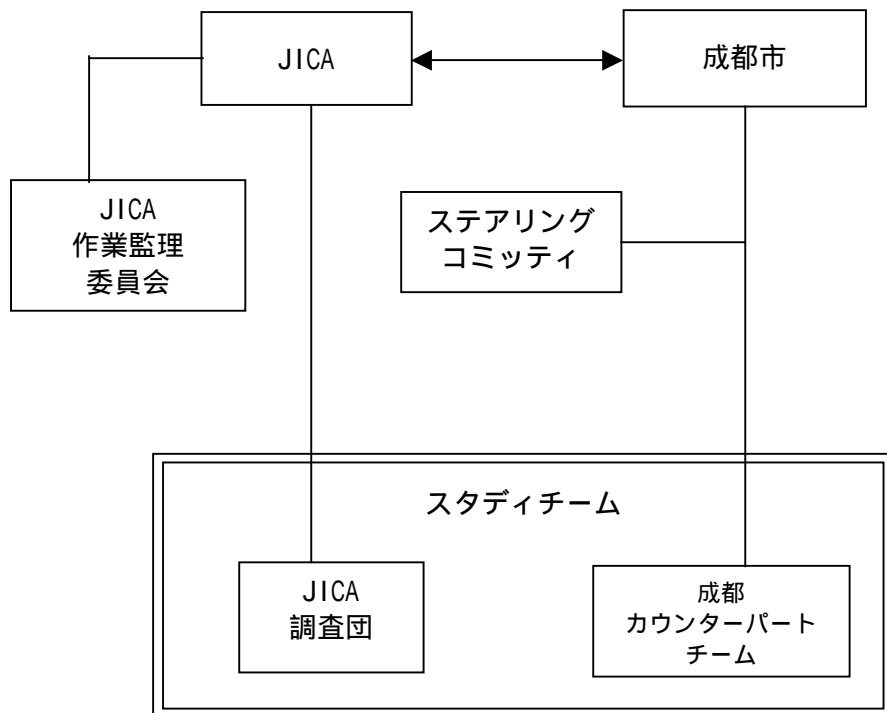 JICA
成都市
JICA
作業監理
委員会
ステアリング
コミッティ
スタディチーム
JICA
調査団
成都
カウンターパート
チーム